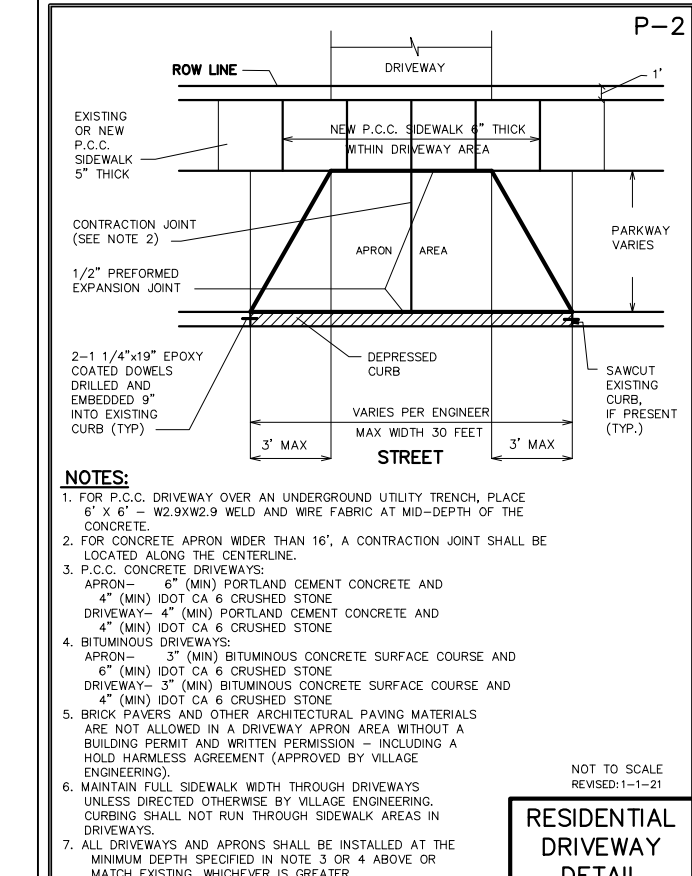 P-2
ROW LINE
DRIVEWAY
1'
EXISTING
OR NEW
P.C.C.
SIDEWALK
5" THICK
NEW P.C.C. SIDEWALK 6" THICK
WITHIN DRIVEWAY AREA
CONTRACTION JOINT
(SEE NOTE 2)
APRON AREA
PARKWAY
VARIES
1/2" PREFORMED
EXPANSION JOINT
2-1 1/4"x19" EPOXY
COATED DOWELS
DRILLED AND
EMBEDDED 9"
INTO EXISTING
CURB (TYP)
DEPRESSED
CURB
SAWCUT
EXISTING
CURB,
IF PRESENT
(TYP.)
VARIES PER ENGINEER
MAX WIDTH 30 FEET
3' MAX
3' MAX
STREET
NOTES:
1. FOR P.C.C. DRIVEWAY OVER AN UNDERGROUND UTILITY TRENCH, PLACE
6' X 6' - W2.9XW2.9 WELD AND WIRE FABRIC AT MID-DEPTH OF THE
CONCRETE.
2. FOR CONCRETE APRON WIDER THAN 16', A CONTRACTION JOINT SHALL BE
LOCATED ALONG THE CENTERLINE.
3. P.C.C. CONCRETE DRIVEWAYS:
APRON- 6" (MIN) PORTLAND CEMENT CONCRETE AND
4" (MIN) IDOT CA 6 CRUSHED STONE
DRIVEWAY- 4" (MIN) PORTLAND CEMENT CONCRETE AND
4" (MIN) IDOT CA 6 CRUSHED STONE
4. BITUMINOUS DRIVEWAYS:
APRON- 3" (MIN) BITUMINOUS CONCRETE SURFACE COURSE AND
6" (MIN) IDOT CA 6 CRUSHED STONE
DRIVEWAY- 3" (MIN) BITUMINOUS CONCRETE SURFACE COURSE AND
4" (MIN) IDOT CA 6 CRUSHED STONE
5. BRICK PAVERS AND OTHER ARCHITECTURAL PAVING MATERIALS
ARE NOT ALLOWED IN A DRIVEWAY APRON AREA WITHOUT A
BUILDING PERMIT AND WRITTEN PERMISSION - INCLUDING A
HOLD HARMLESS AGREEMENT (APPROVED BY VILLAGE
ENGINEERING).
6. MAINTAIN FULL SIDEWALK WIDTH THROUGH DRIVEWAYS
UNLESS DIRECTED OTHERWISE BY VILLAGE ENGINEERING.
CURBING SHALL NOT RUN THROUGH SIDEWALK AREAS IN
DRIVEWAYS.
7. ALL DRIVEWAYS AND APRONS SHALL BE INSTALLED AT THE
MINIMUM DEPTH SPECIFIED IN NOTE 3 OR 4 ABOVE OR
MATCH EXISTING, WHICHEVER IS GREATER.
NOT TO SCALE
REVISED: 1-1-21
RESIDENTIAL
DRIVEWAY
DETAIL